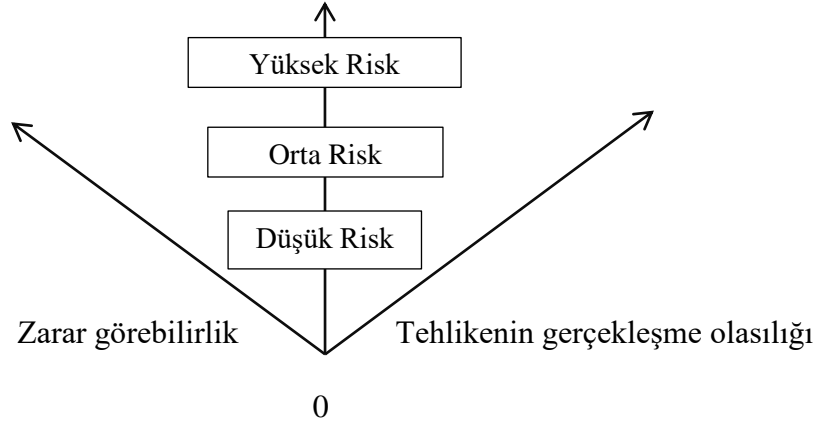 Yüksek Risk
Orta Risk
Düşük Risk
Zarar görebilirlik
Tehlikenin gerçekleşme olasılığı
0